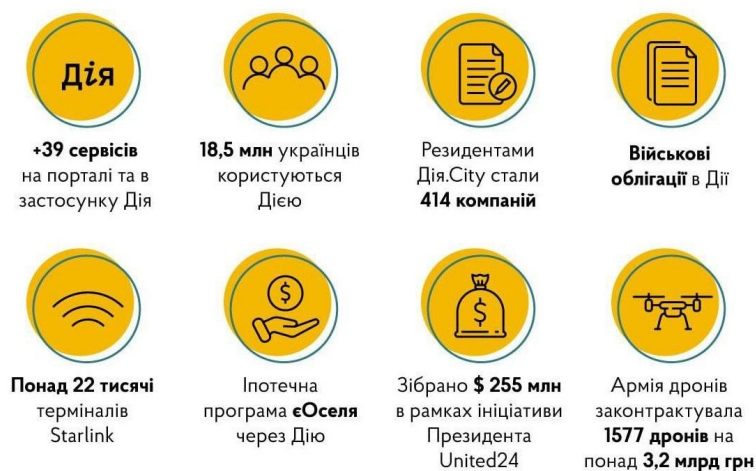 Дія
+39 сервісів
на порталі та в
застосунку Дія
18,5 млн українців
користуються
Дією
Резидентами
Дія.City стали
414 компаній
Військові
облігації в Дії
Понад 22 тисячі
терміналів
Starlink
$
Іпотечна
програма єОселя
через Дію
$
Зібрано $ 255 млн
в рамках ініціативи
Президента
United24
Армія дронів
законтрактувала
1577 дронів на
понад 3,2 млрд грн